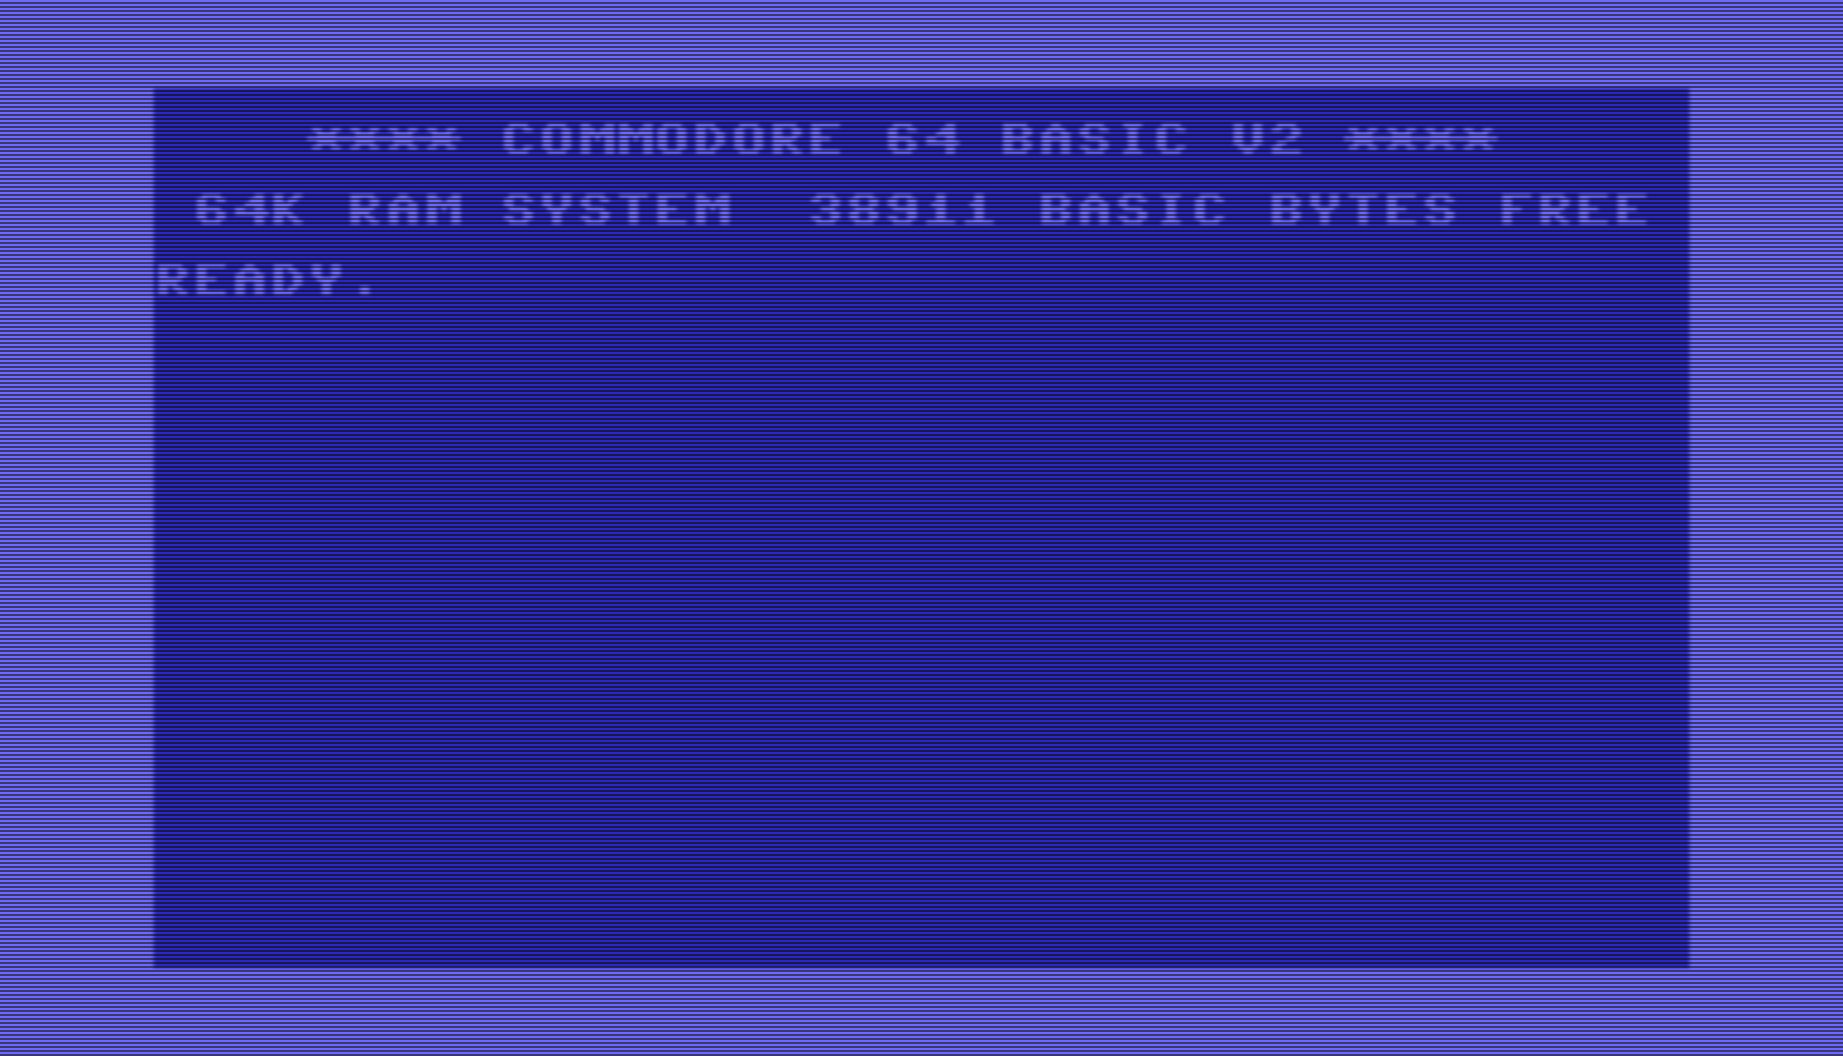 **** COMMODORE 64 BASIC V2 ****
64K RAM SYSTEM  38911 BASIC BYTES FREE
READY.